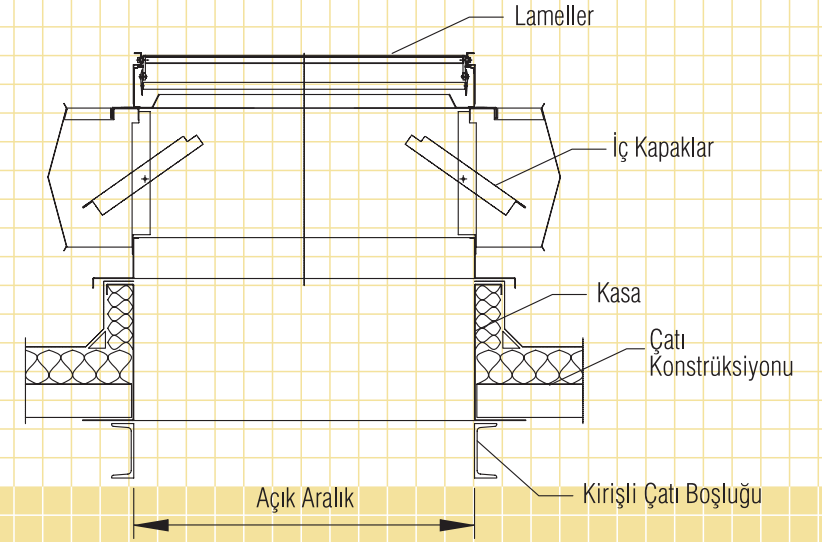 Lameller
İç Kapaklar
Kasa
Çatı
Konstrüksiyonu
Kirişli Çatı Boşluğu
Açık Aralık